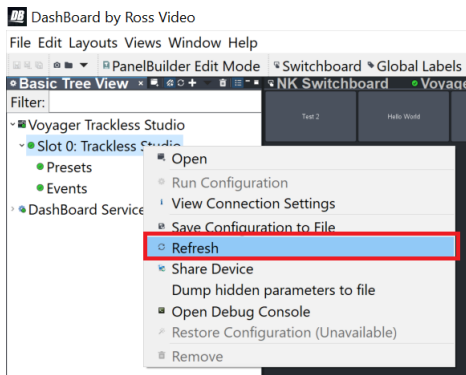 DB DashBoard by Ross Video
File Edit Layouts Views Window Help
PanelBuilder Edit Mode Switchboard Global Labels
Basic Tree View NK Switchboard Voyage
Filter:
Test 2 Hello World
Voyager Trackless Studio
Slot 0: Trackless Studio
Presets
Events
DashBoard Service
Open
Run Configuration
View Connection Settings
Save Configuration to File
Refresh
Share Device
Dump hidden parameters to file
Open Debug Console
Restore Configuration (Unavailable)
Remove